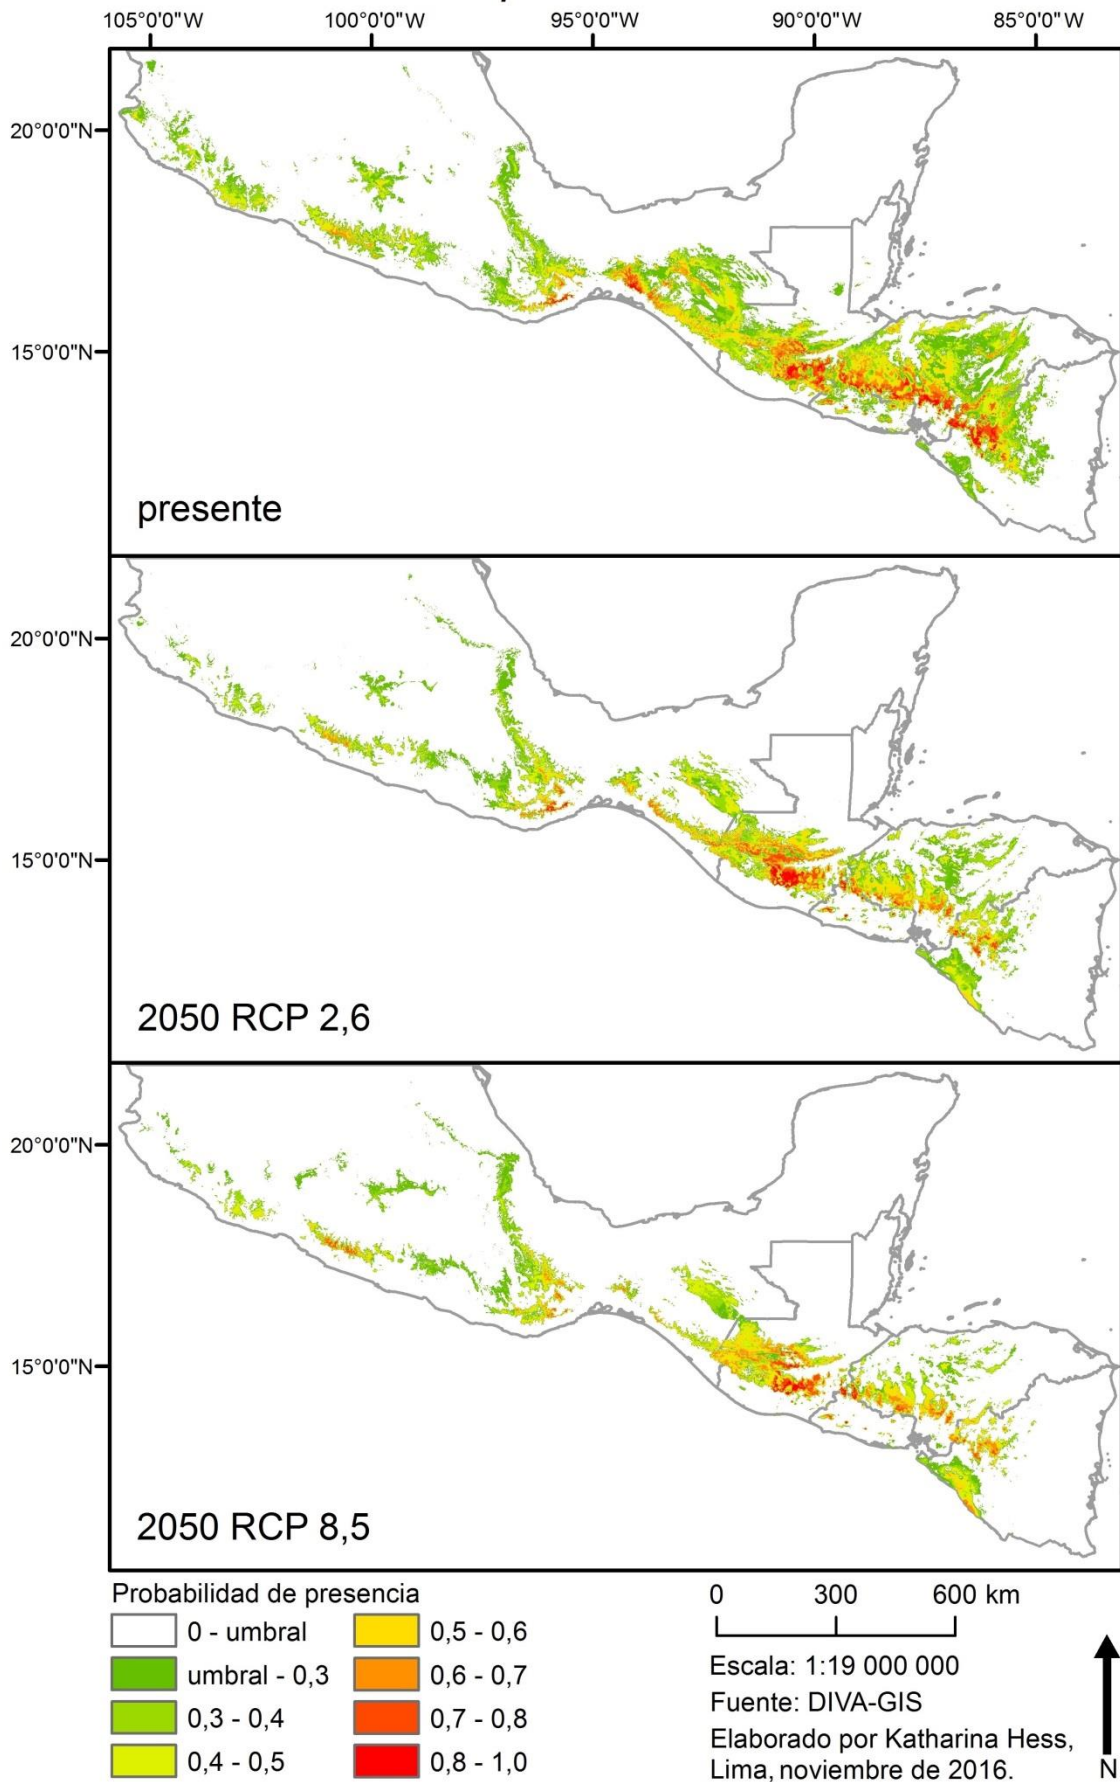 105°0'0"W 100°0'0"W 95°0'0"W 90°0'0"W 85°0'0"W
20°0'0"N
15°0'0"N
presente
20°0'0"N
15°0'0"N
2050 RCP 2,6
20°0'0"N
15°0'0"N
2050 RCP 8,5
Probabilidad de presencia
0 - umbral
umbral - 0,3
0,3 - 0,4
0,4 - 0,5
0,5 - 0,6
0,6 - 0,7
0,7 - 0,8
0,8 - 1,0
0 300 600 km
Escala: 1:19 000 000
Fuente: DIVA-GIS
Elaborado por Katharina Hess,
Lima, noviembre de 2016.
N